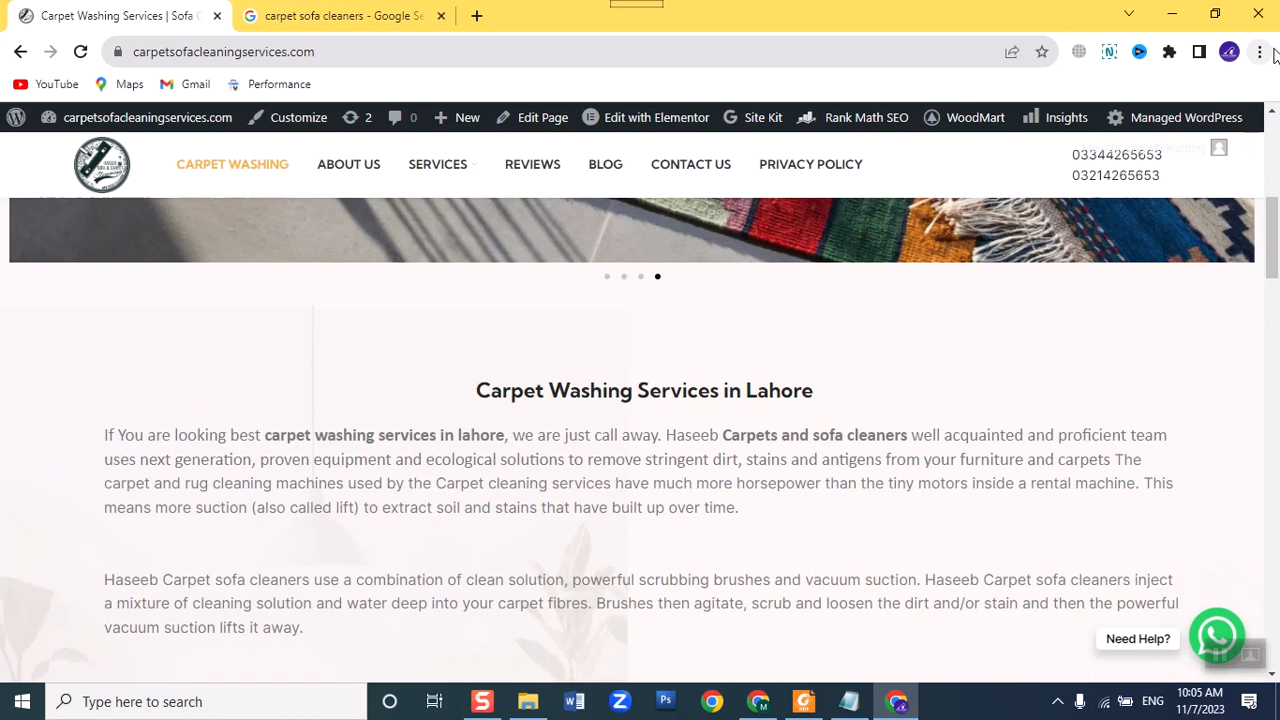 Carpet Washing Services | Sofa C
carpet sofa cleaners - Google Se
carpetsofacleaningservices.com
YouTube
Maps
Gmail
Performance
carpetsofacleaningservices.com
Customize
2
0
New
Edit Page
Edit with Elementor
Site Kit
Rank Math SEO
WoodMart
Insights
Managed WordPress
CARPET WASHING
ABOUT US
SERVICES
REVIEWS
BLOG
CONTACT US
PRIVACY POLICY
03344265653
03214265653
Carpet Washing Services in Lahore
If You are looking best carpet washing services in lahore, we are just call away. Haseeb Carpets and sofa cleaners well acquainted and proficient team
uses next generation, proven equipment and ecological solutions to remove stringent dirt, stains and antigens from your furniture and carpets The
carpet and rug cleaning machines used by the Carpet cleaning services have much more horsepower than the tiny motors inside a rental machine. This
means more suction (also called lift) to extract soil and stains that have built up over time.
Haseeb Carpet sofa cleaners use a combination of clean solution, powerful scrubbing brushes and vacuum suction. Haseeb Carpet sofa cleaners inject
a mixture of cleaning solution and water deep into your carpet fibres. Brushes then agitate, scrub and loosen the dirt and/or stain and then the powerful
vacuum suction lifts it away.
Need Help?
Type here to search
ENG
10:05 AM
11/7/2023